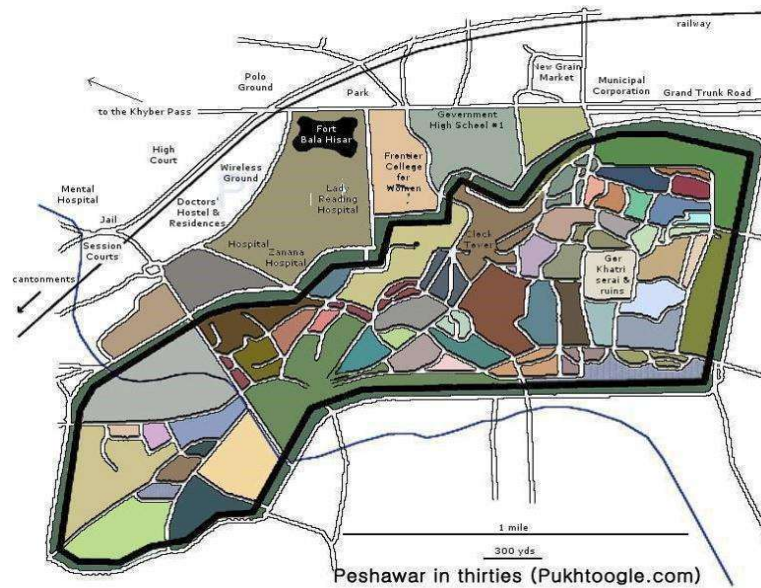 railway
New Grain
Market
Municipal
Corporation
Grand Trunk Road
Polo
Ground
Park
to the Khyber Pass
Government
High School #1
Fort
Bala Hisar
High
Court
Wireless
Ground
Frontier
College
for
Women
Mental
Hospital
Doctors'
Hostel &
Residences
Lady
Reading
Hospital
Jail
Session
Courts
Hospital
Zanana
Hospital
Clock
Tower
Gor
Khatri
serai &
ruins
cantonments
1 mile
300 yds
Peshawar in thirties (Pukhtoogle.com)